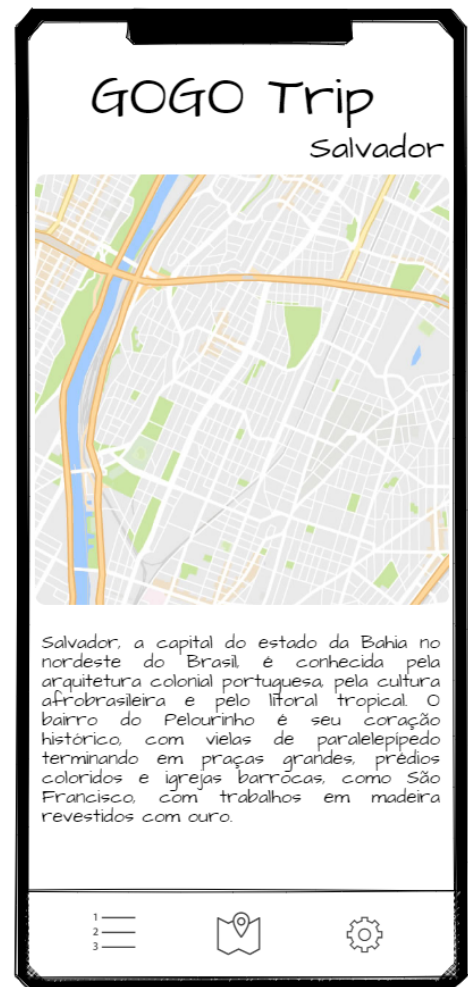 GOGO Trip
Salvador
Salvador, a capital do estado da Bahia no
nordeste do Brasil, é conhecida pela
arquitetura colonial portuguesa, pela cultura
afrobrasileira e pelo litoral tropical. O
bairro do Pelourinho é seu coração
histórico, com vielas de paralelepípedo
terminando em praças grandes, prédios
coloridos e igrejas barrocas, como São
Francisco, com trabalhos em madeira
revestidos com ouro.
1
2
3